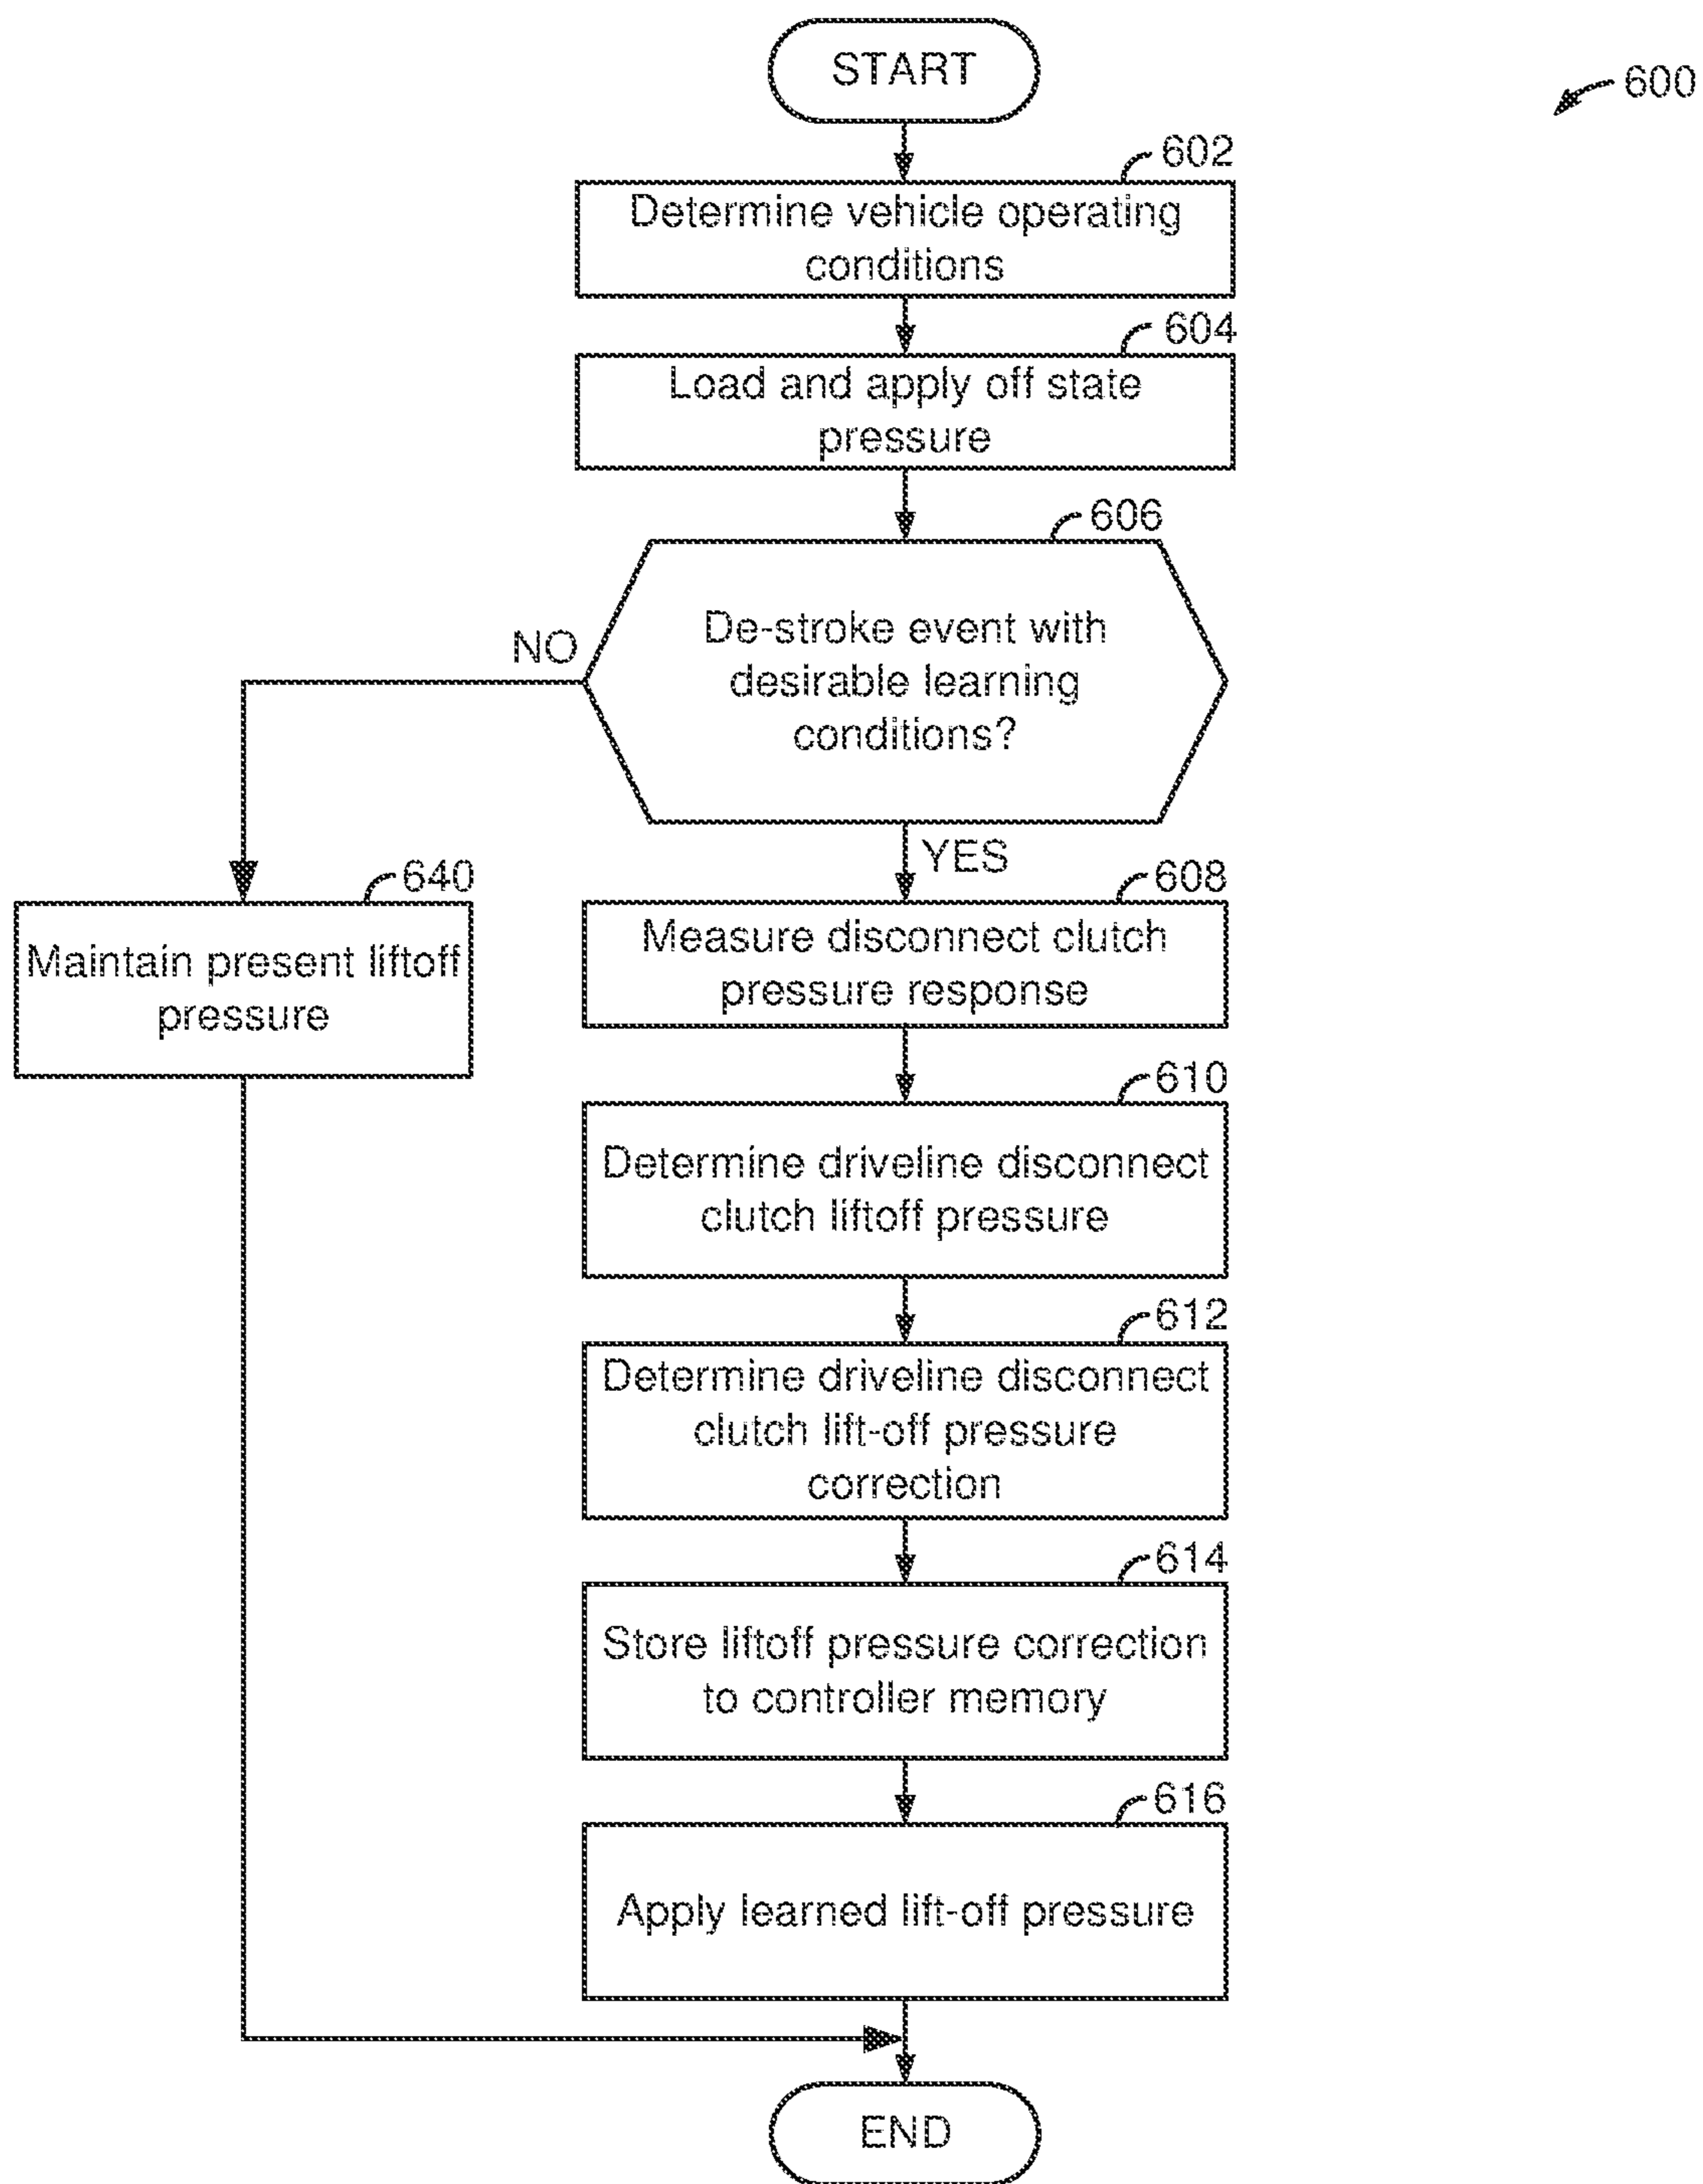 START
600
602
Determine vehicle operating
conditions
604
Load and apply off state
pressure
606
De-stroke event with
desirable learning
conditions?
NO
YES
640
Maintain present liftoff
pressure
608
Measure disconnect clutch
pressure response
610
Determine driveline disconnect
clutch liftoff pressure
612
Determine driveline disconnect
clutch lift-off pressure
correction
614
Store liftoff pressure correction
to controller memory
616
Apply learned lift-off pressure
END